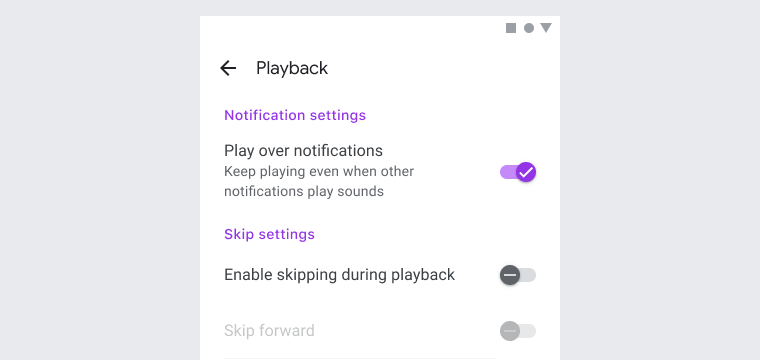 Playback
Notification settings
Play over notifications
Keep playing even when other
notifications play sounds
Skip settings
Enable skipping during playback
Skip forward